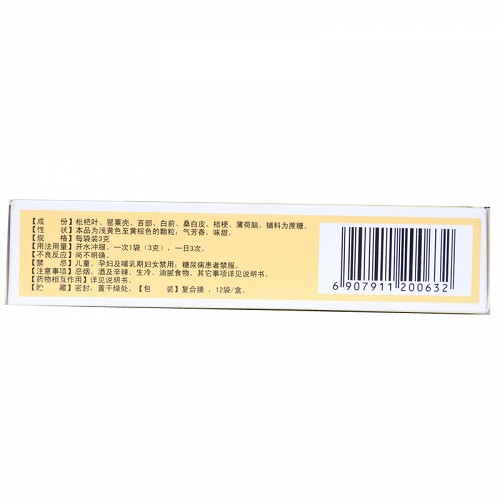 【成　份】枇杷叶、罂粟壳、百部、白前、桑白皮、桔梗、薄荷脑。辅料为蔗糖。
【性　状】本品为浅黄色至黄棕色的颗粒；气芳香，味甜。
【规　格】每袋装3克
【用法用量】开水冲服，一次1袋（3克），一日3次。
【不良反应】尚不明确。
【禁　忌】儿童、孕妇及哺乳期妇女禁用；糖尿病患者禁服。
【注意事项】忌烟、酒及辛辣、生冷、油腻食物，其它事项详见说明书。
【药物相互作用】详见说明书。
【贮　藏】密封，置干燥处。【包　装】复合膜，12袋/盒。
6 907911 200632